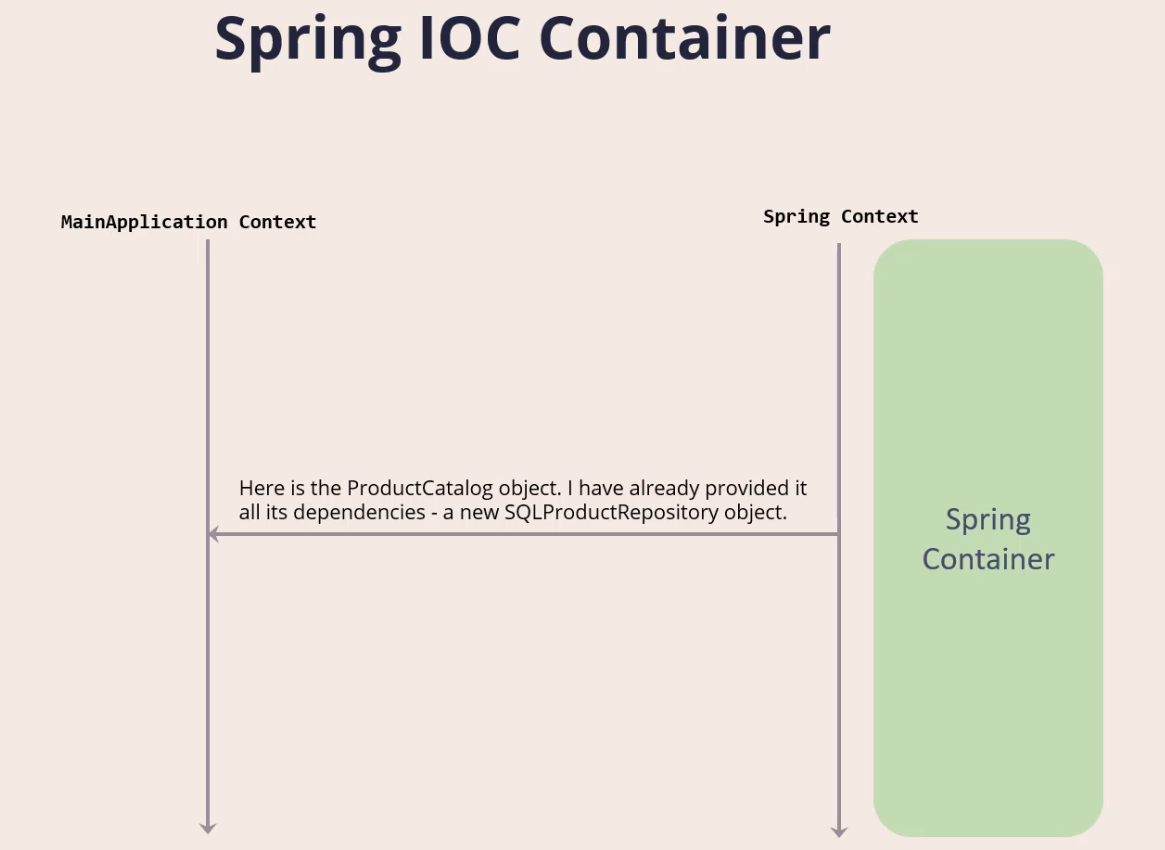 Spring IOC Container
MainApplication Context
Spring Context
Here is the ProductCatalog object. I have already provided it
all its dependencies - a new SQLProductRepository object.
Spring
Container